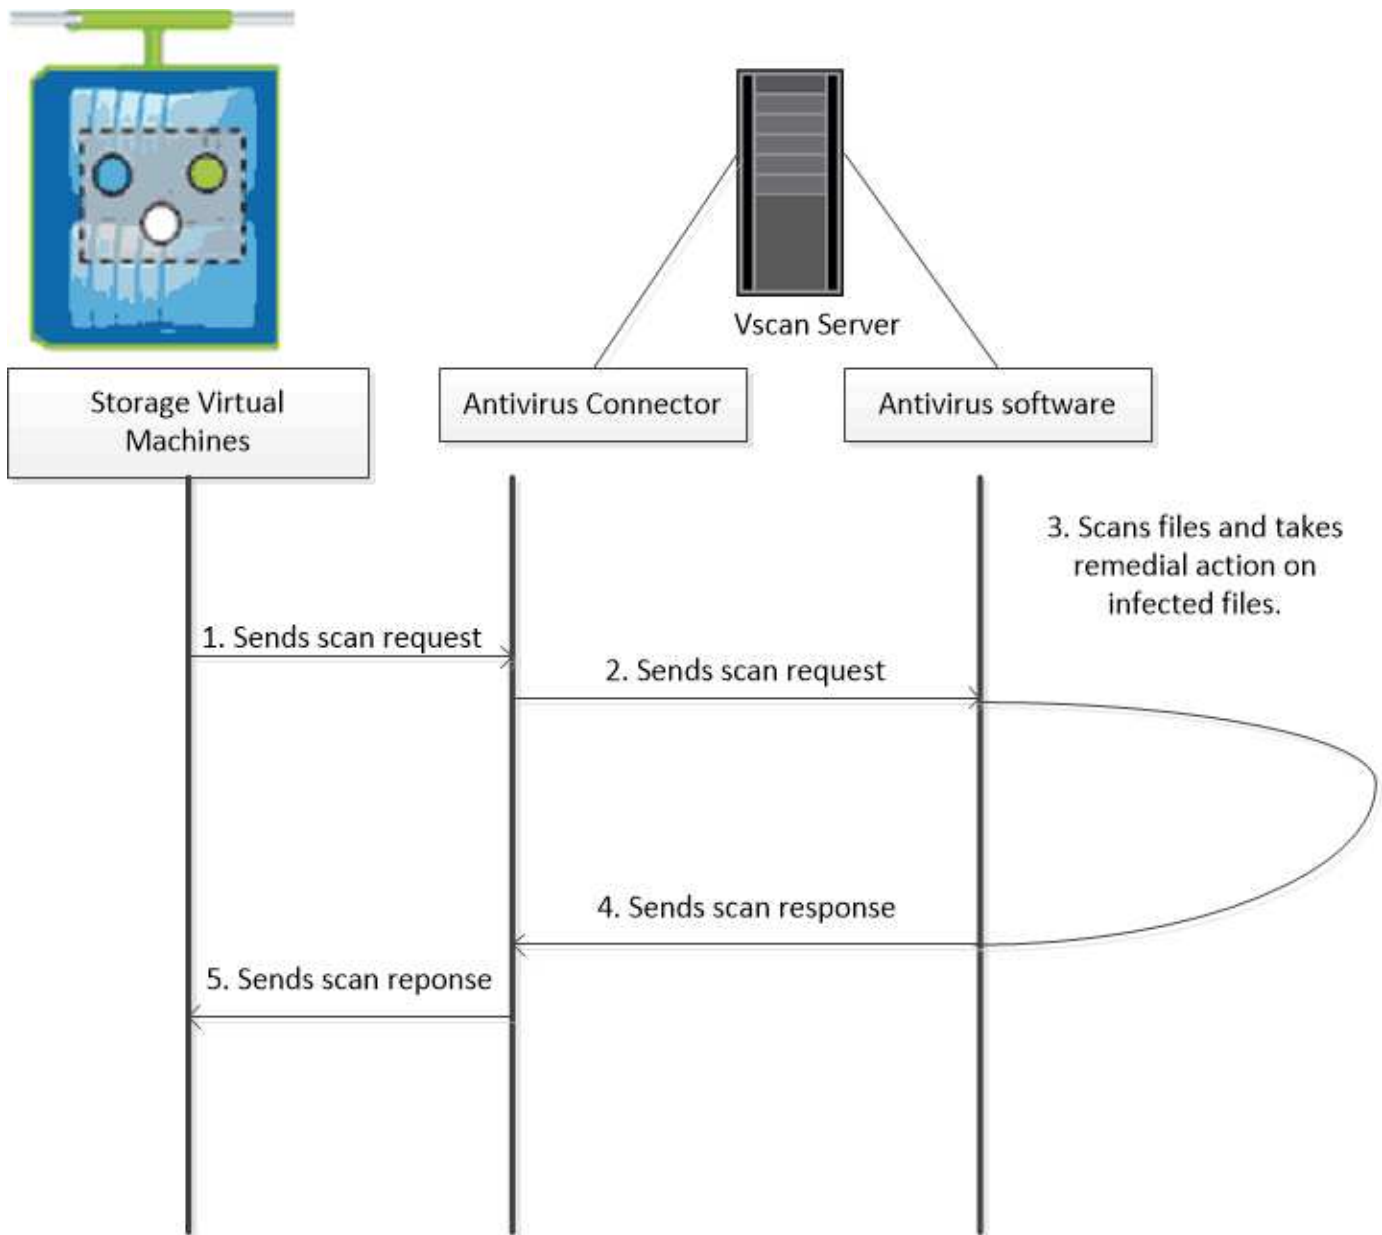 Vscan Server
Storage Virtual
Machines
Antivirus Connector
Antivirus software
3. Scans files and takes
remedial action on
infected files.
1. Sends scan request
2. Sends scan request
4. Sends scan response
5. Sends scan reponse